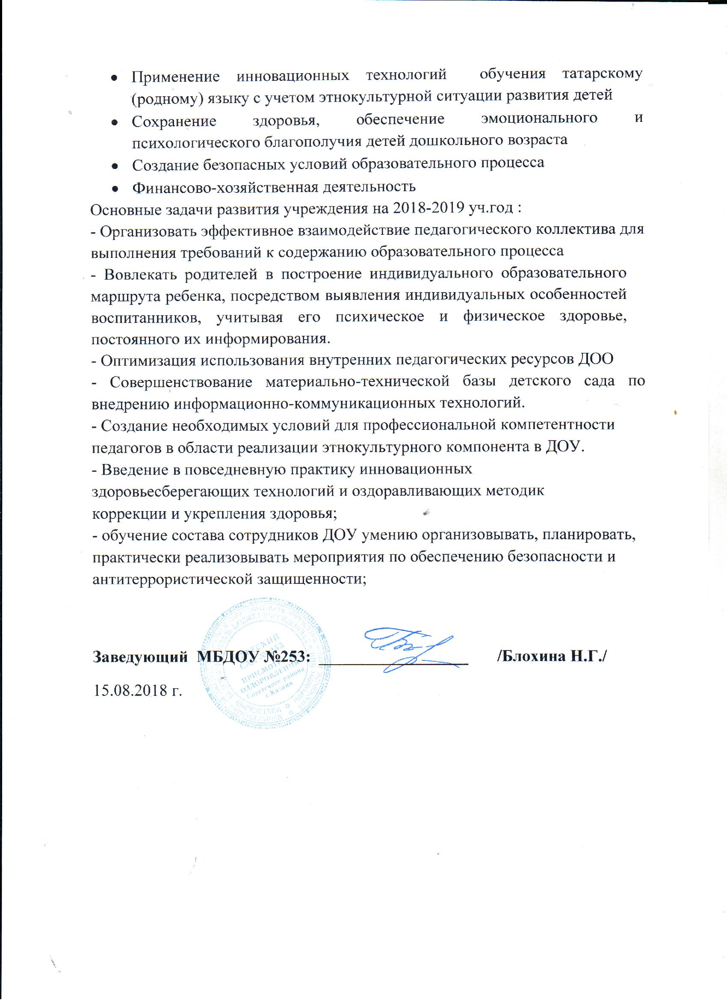 • Применение инновационных технологий обучения татарскому
(родному) языку с учетом этнокультурной ситуации развития детей
• Сохранение здоровья, обеспечение эмоционального и
психологического благополучия детей дошкольного возраста
• Создание безопасных условий образовательного процесса
• Финансово-хозяйственная деятельность
Основные задачи развития учреждения на 2018-2019 уч.год :
- Организовать эффективное взаимодействие педагогического коллектива для
выполнения требований к содержанию образовательного процесса
- Вовлекать родителей в построение индивидуального образовательного
маршрута ребенка, посредством выявления индивидуальных особенностей
воспитанников, учитывая его психическое и физическое здоровье,
постоянного их информирования.
- Оптимизация использования внутренних педагогических ресурсов ДОО
- Совершенствование материально-технической базы детского сада по
внедрению информационно-коммуникационных технологий.
- Создание необходимых условий для профессиональной компетентности
педагогов в области реализации этнокультурного компонента в ДОУ.
- Введение в повседневную практику инновационных
здоровьесберегающих технологий и оздоравливающих методик
коррекции и укрепления здоровья;
- обучение состава сотрудников ДОУ умению организовывать, планировать,
практически реализовывать мероприятия по обеспечению безопасности и
антитеррористической защищенности;
Заведующий МБДОУ №253: /Блохина Н.Г./
15.08.2018 г.
ПРИСМОТРА
ОЗДОРОВЛЕНИЯ
Советского района
г.Казани